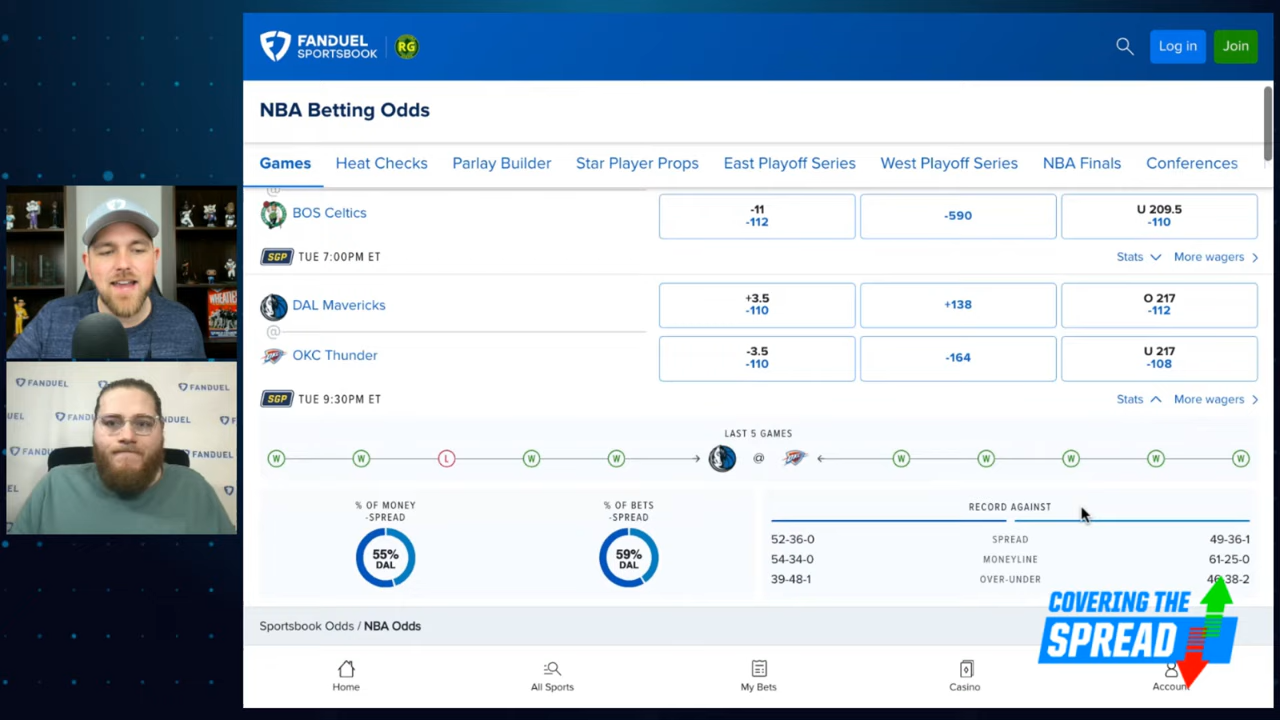 FANDUEL
SPORTSBOOK
RG
Log in
Join
NBA Betting Odds
Games
Heat Checks
Parlay Builder
Star Player Props
East Playoff Series
West Playoff Series
NBA Finals
Conferences
@
BOS Celtics
-11
-112
-590
U 209.5
-110
SGP TUE 7:00PM ET
Stats
More wagers
DAL Mavericks
+3.5
-110
+138
O 217
-112
@
OKC Thunder
-3.5
-110
-164
U 217
-108
SGP TUE 9:30PM ET
Stats
More wagers
LAST 5 GAMES
W W L W W @ W W W W W
% OF MONEY
-SPREAD
55%
DAL
% OF BETS
-SPREAD
59%
DAL
RECORD AGAINST
52-36-0 SPREAD 49-36-1
54-34-0 MONEYLINE 61-25-0
39-48-1 OVER-UNDER
Sportsbook Odds / NBA Odds
Home
All Sports
My Bets
Casino
Account
COVERING THE
SPREAD
WHEATIES
FANDUEL
FANDUEL